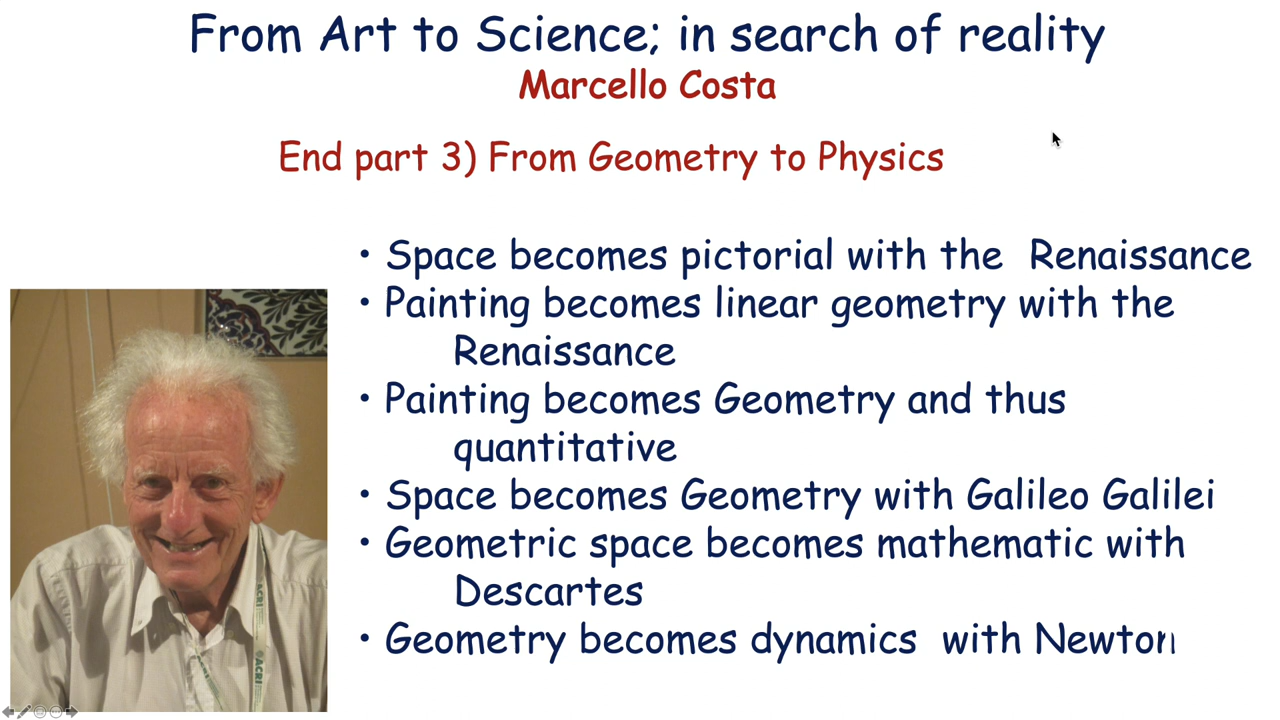 From Art to Science; in search of reality
Marcello Costa
End part 3) From Geometry to Physics
• Space becomes pictorial with the Renaissance
• Painting becomes linear geometry with the
Renaissance
• Painting becomes Geometry and thus
quantitative
• Space becomes Geometry with Galileo Galilei
• Geometric space becomes mathematic with
Descartes
• Geometry becomes dynamics with Newton
ACRI
@ACRI